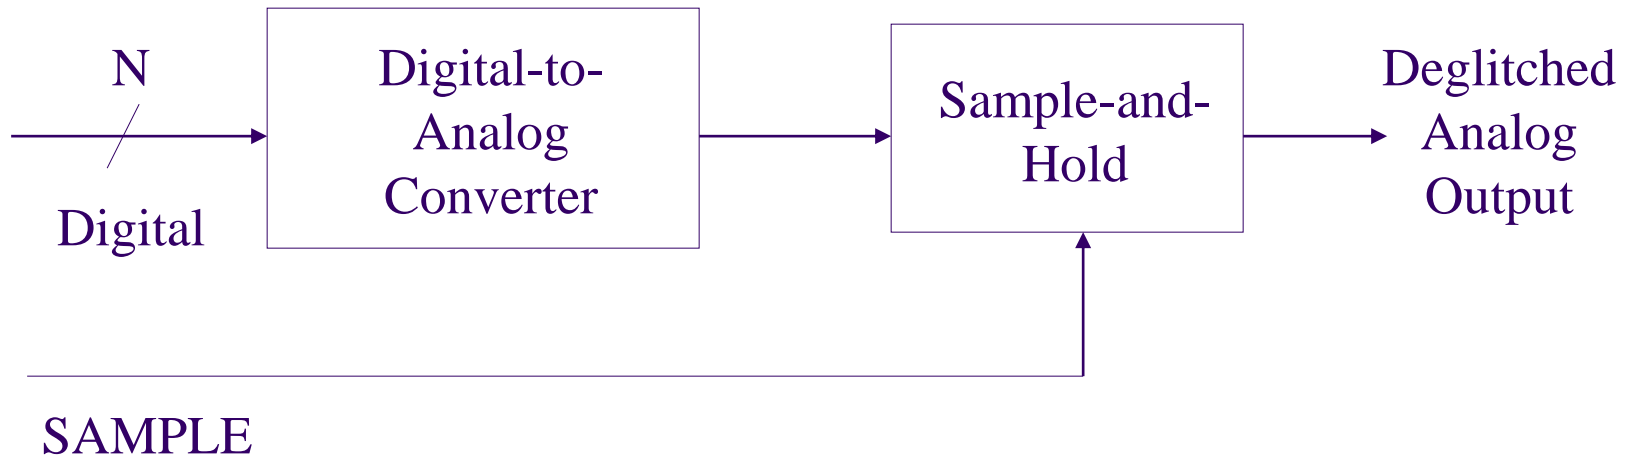 N
Digital
Digital-to-
Analog
Converter
Sample-and-
Hold
Deglitched
Analog
Output
SAMPLE